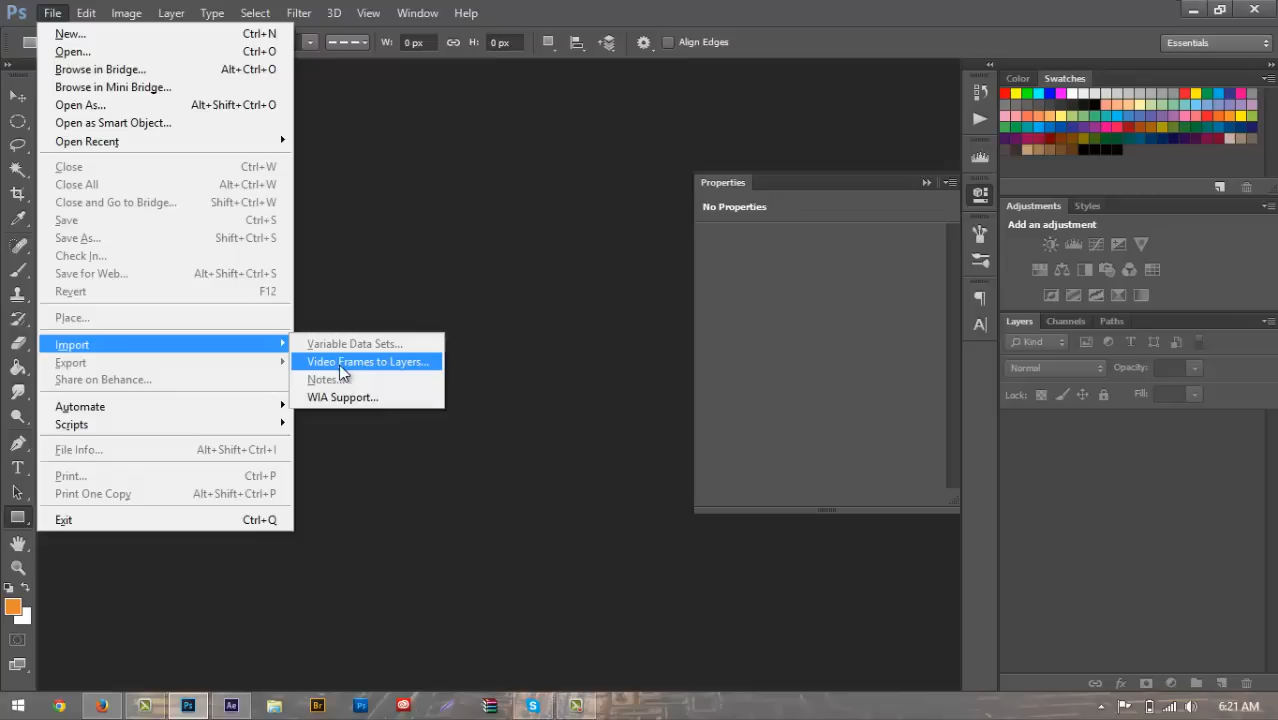 Ps File Edit Image Layer Type Select Filter 3D View Window Help
W: 0 px H: 0 px Align Edges Essentials
New... Ctrl+N
Open... Ctrl+O
Browse in Bridge... Alt+Ctrl+O
Browse in Mini Bridge...
Open As... Alt+Shift+Ctrl+O
Open as Smart Object...
Open Recent
Close Ctrl+W
Close All Alt+Ctrl+W
Close and Go to Bridge... Shift+Ctrl+W
Save Ctrl+S
Save As... Shift+Ctrl+S
Check In...
Save for Web... Alt+Shift+Ctrl+S
Revert F12
Place...
Import
Export
Share on Behance...
Automate
Scripts
File Info... Alt+Shift+Ctrl+I
Print... Ctrl+P
Print One Copy Alt+Shift+Ctrl+P
Exit Ctrl+Q
Variable Data Sets...
Video Frames to Layers...
Notes...
WIA Support...
Properties
No Properties
Color Swatches
Adjustments Styles
Add an adjustment
Layers Channels Paths
Kind
Normal Opacity:
Lock: Fill:
Ps Ae Br Ps
6:21 AM